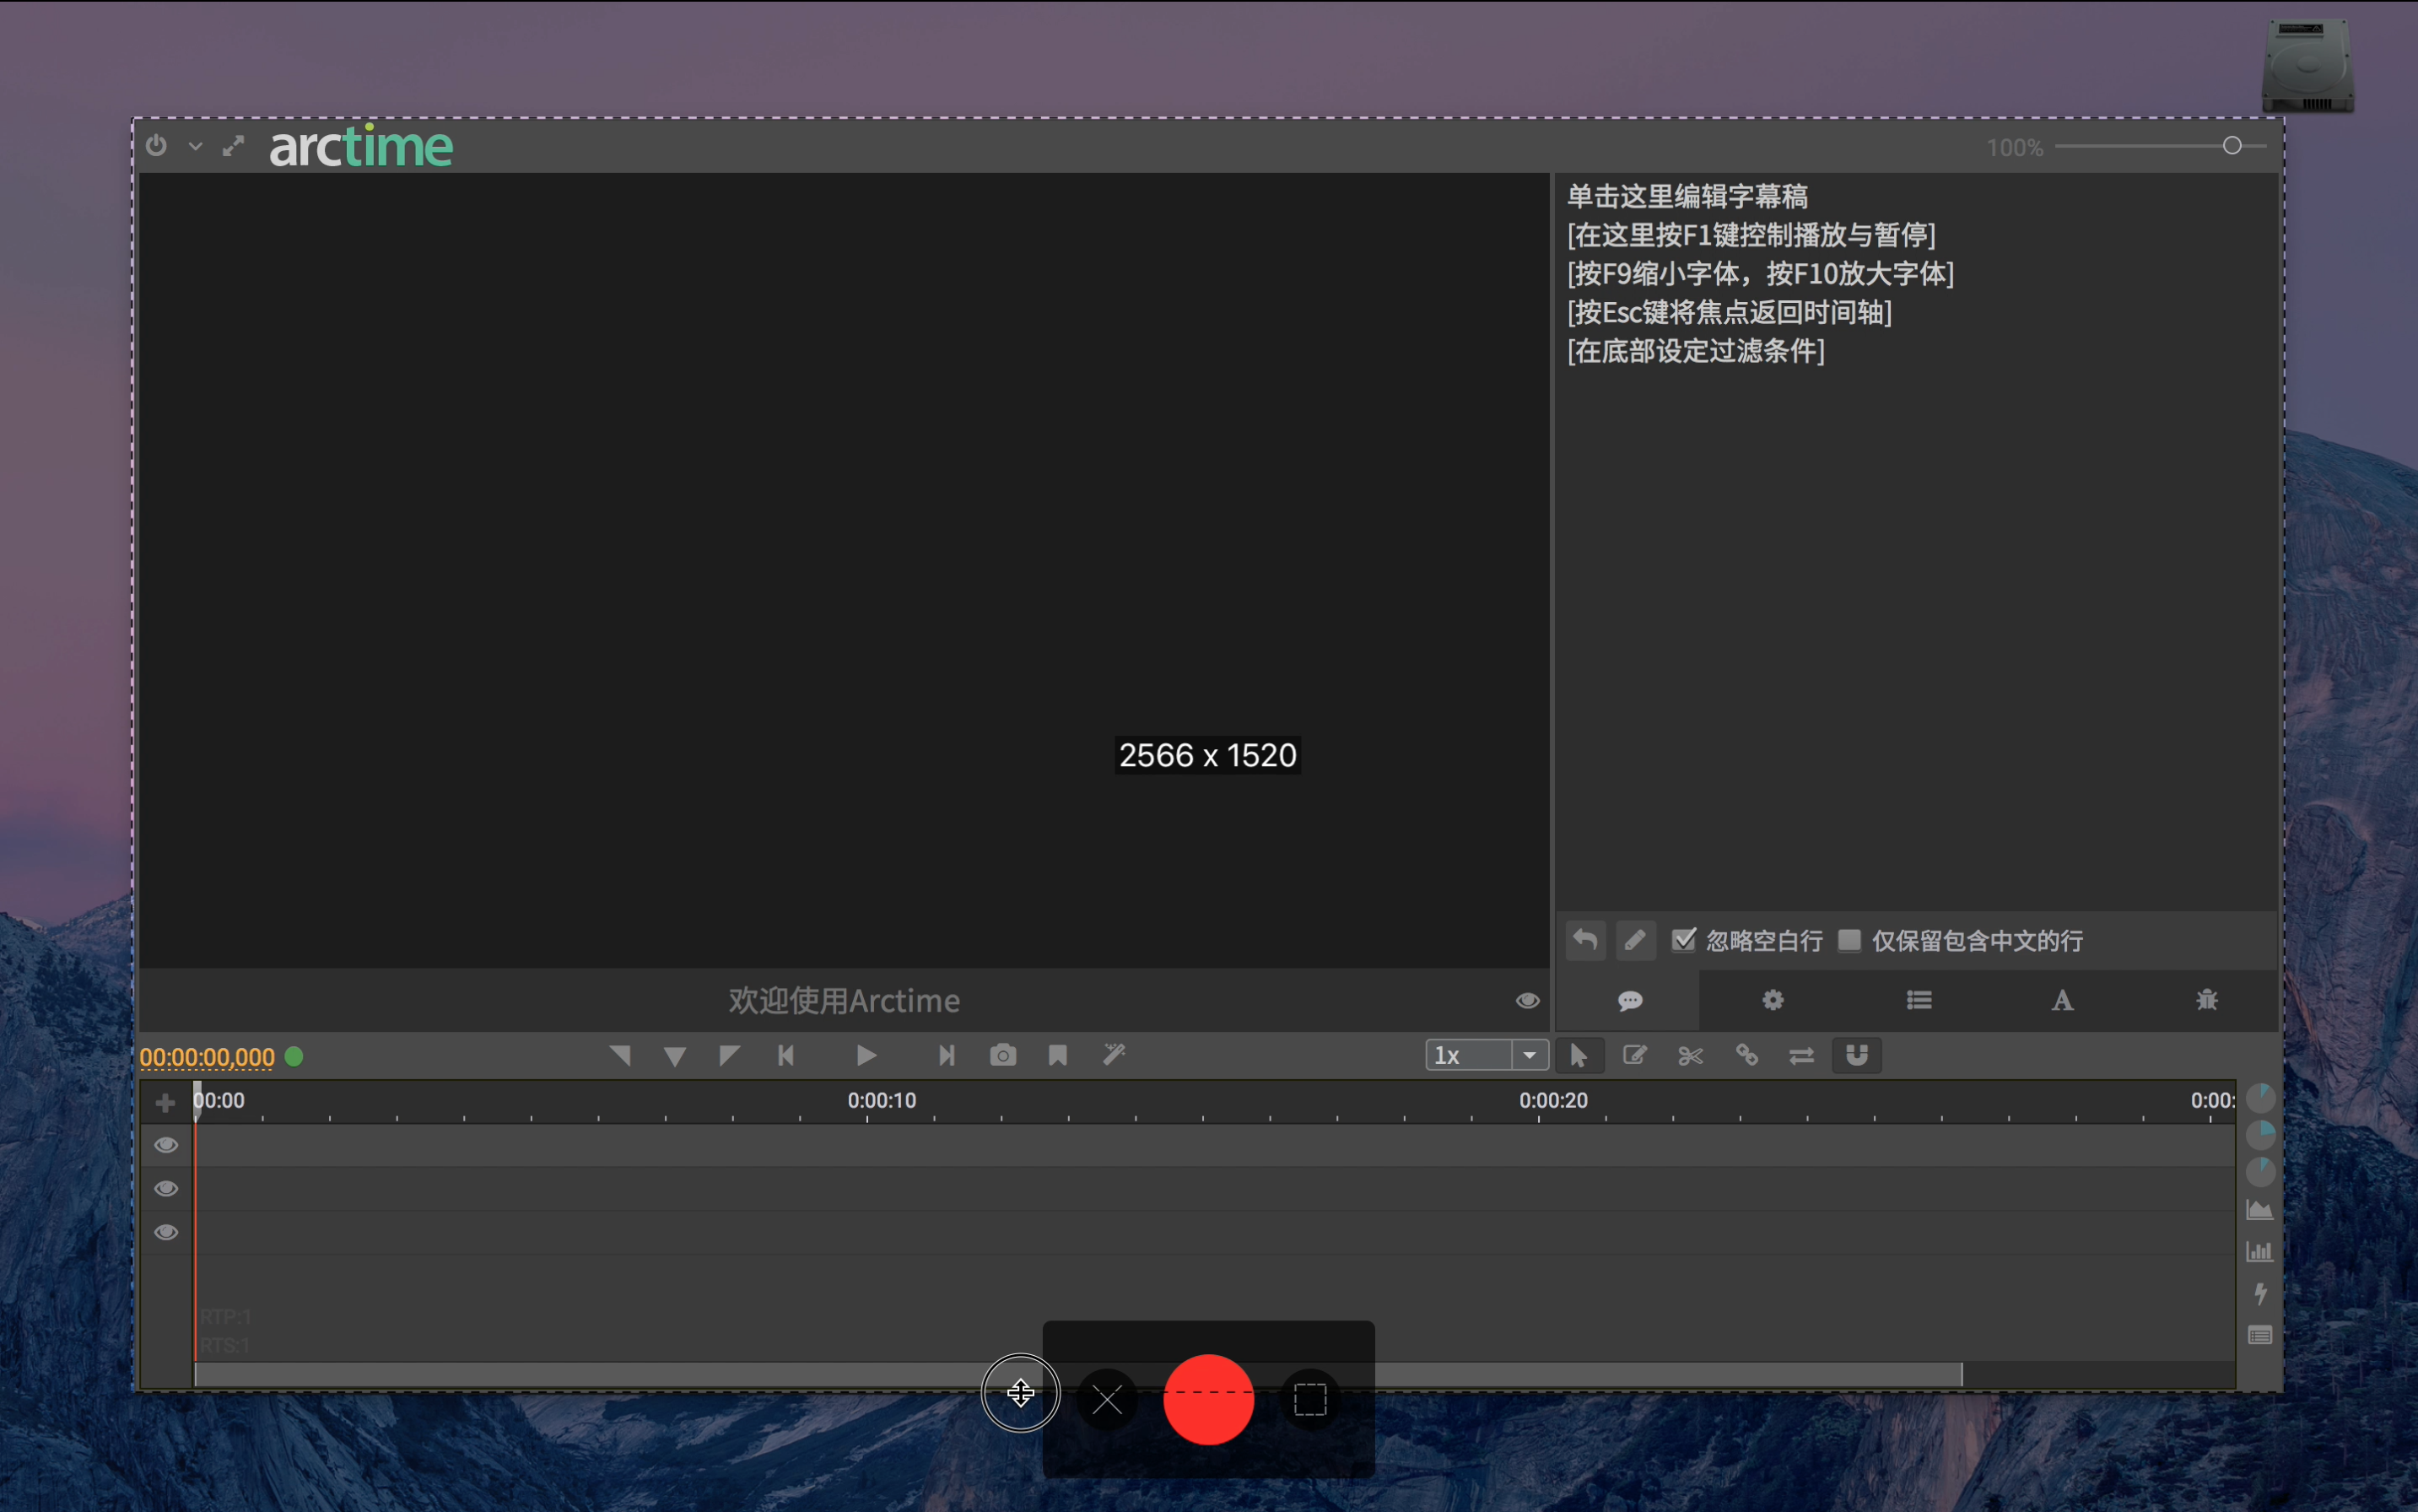 arctime
100%
单击这里编辑字幕稿
[在这里按F1键控制播放与暂停]
[按F9缩小字体，按F10放大字体]
[按Esc键将焦点返回时间轴]
[在底部设定过滤条件]
2566 x 1520
忽略空白行 仅保留包含中文的行
欢迎使用Arctime
00:00:00,000
1x
00:00 0:00:10 0:00:20 0:00:
RTP:1
RTS:1